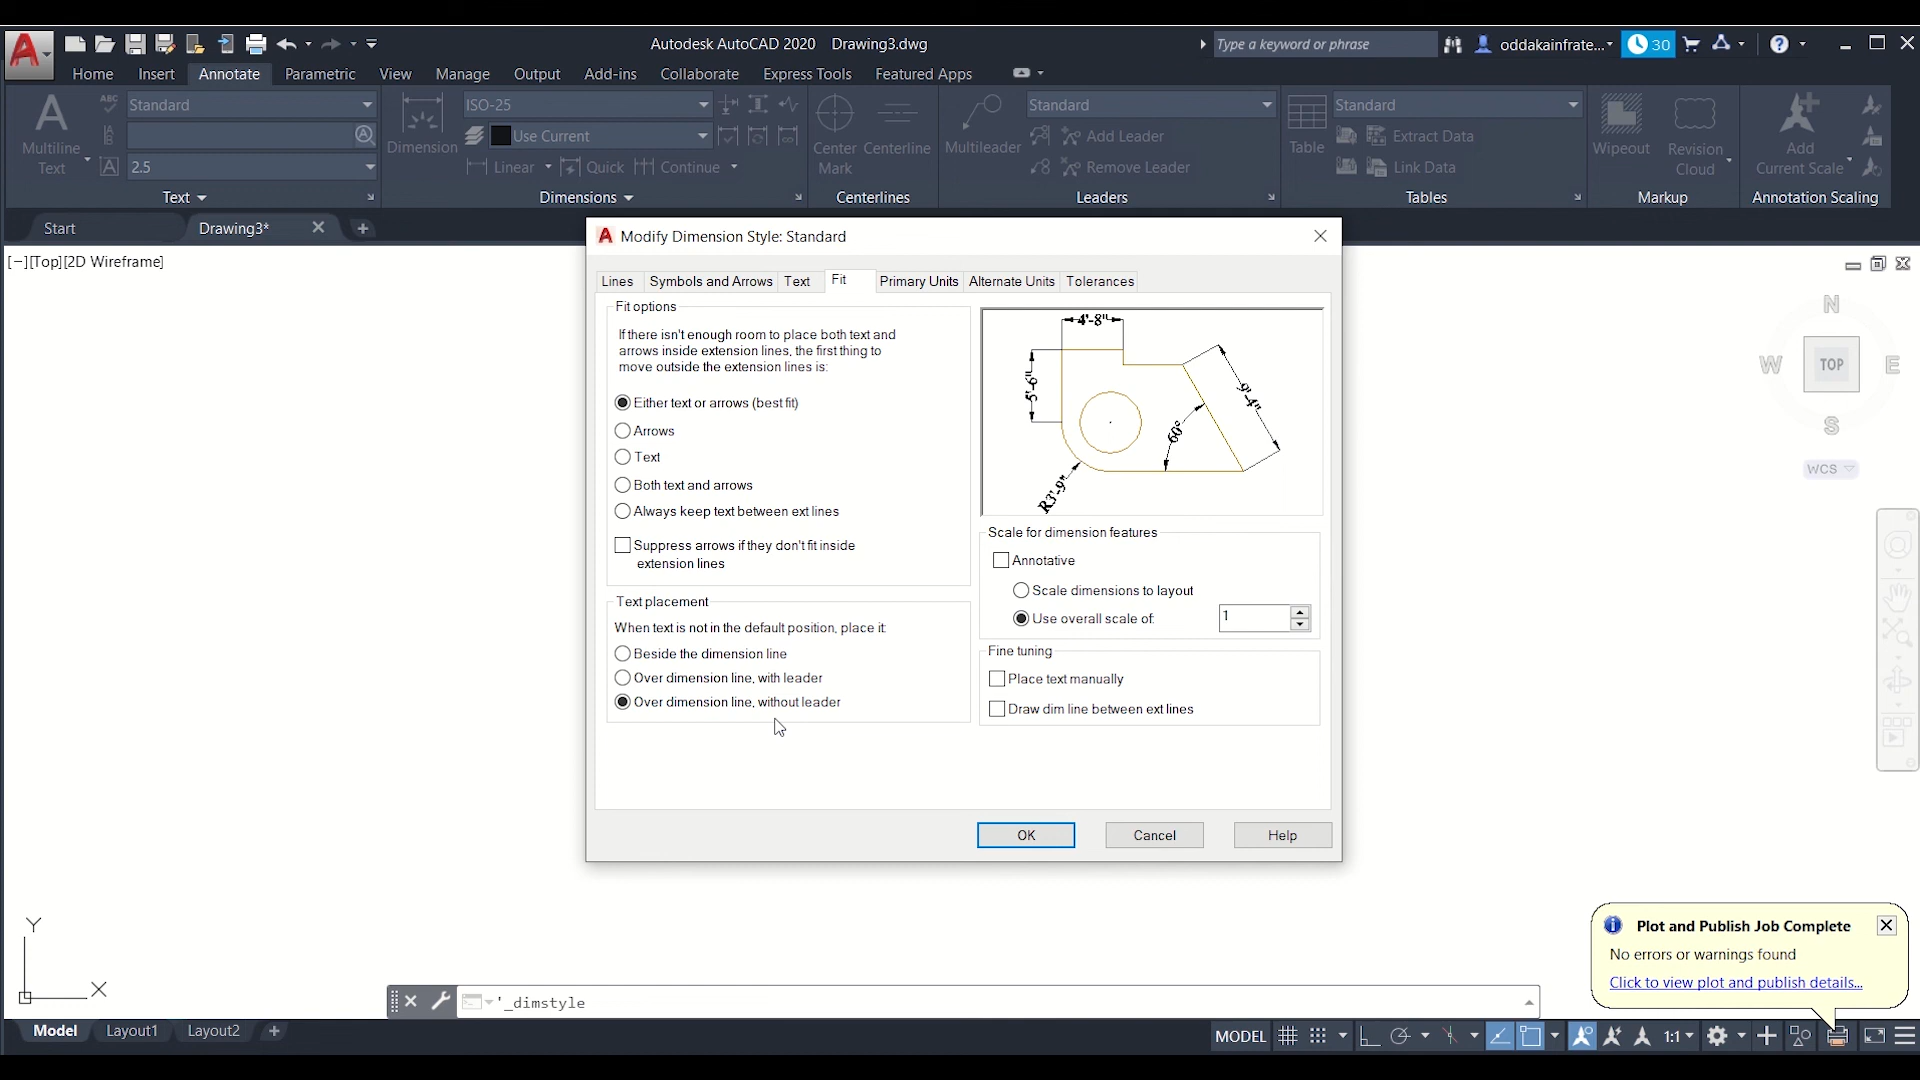 Autodesk AutoCAD 2020 Drawing3.dwg
Type a keyword or phrase
oddakainfrate...
30
Home Insert Annotate Parametric View Manage Output Add-ins Collaborate Express Tools Featured Apps
Multiline Text
ABC
Standard
A
2.5
Text
Dimension
ISO-25
Use Current
Linear Quick Continue
Dimensions
Center Mark
Centerline
Centerlines
Multileader
Standard
Add Leader
Remove Leader
Leaders
Table
Standard
Extract Data
Link Data
Tables
Wipeout
Revision Cloud
Markup
Add Current Scale
Annotation Scaling
Start
Drawing3*
[−][Top][2D Wireframe]
N
W TOP E
S
WCS
Modify Dimension Style: Standard
Lines Symbols and Arrows Text Fit Primary Units Alternate Units Tolerances
Fit options
If there isn't enough room to place both text and
arrows inside extension lines, the first thing to
move outside the extension lines is:
Either text or arrows (best fit)
Arrows
Text
Both text and arrows
Always keep text between ext lines
Suppress arrows if they don't fit inside
extension lines
Text placement
When text is not in the default position, place it:
Beside the dimension line
Over dimension line, with leader
Over dimension line, without leader
4'-8"
5'-6"
9'-4"
60°
R3'-9"
Scale for dimension features
Annotative
Scale dimensions to layout
Use overall scale of:
1
Fine tuning
Place text manually
Draw dim line between ext lines
OK Cancel Help
Plot and Publish Job Complete
No errors or warnings found
Click to view plot and publish details...
Y
X
'_dimstyle
Model Layout1 Layout2
MODEL
1:1